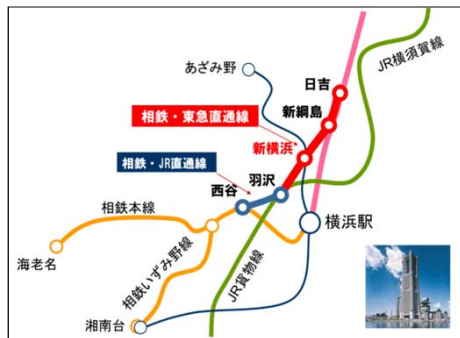 JR横須賀線
あざみ野
日吉
新綱島
相鉄・東急直通線
新横浜*
相鉄・JR直通線
羽沢
西谷
相鉄本線
横浜駅
海老名
相鉄いずみ野線
JR貨物線
湘南台